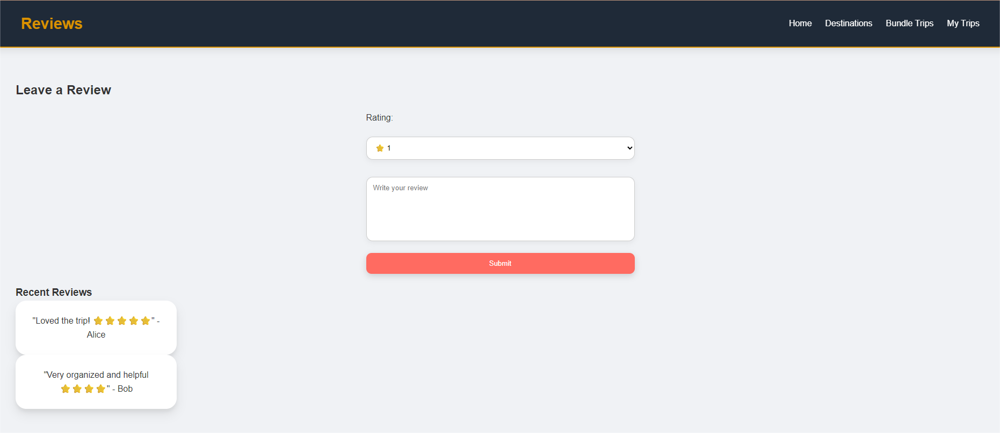 Reviews
Home Destinations Bundle Trips My Trips
Leave a Review
Rating:
⭐ 1
Write your review
Submit
Recent Reviews
"Loved the trip! ⭐⭐⭐⭐⭐" -
Alice
"Very organized and helpful
⭐⭐⭐⭐" - Bob